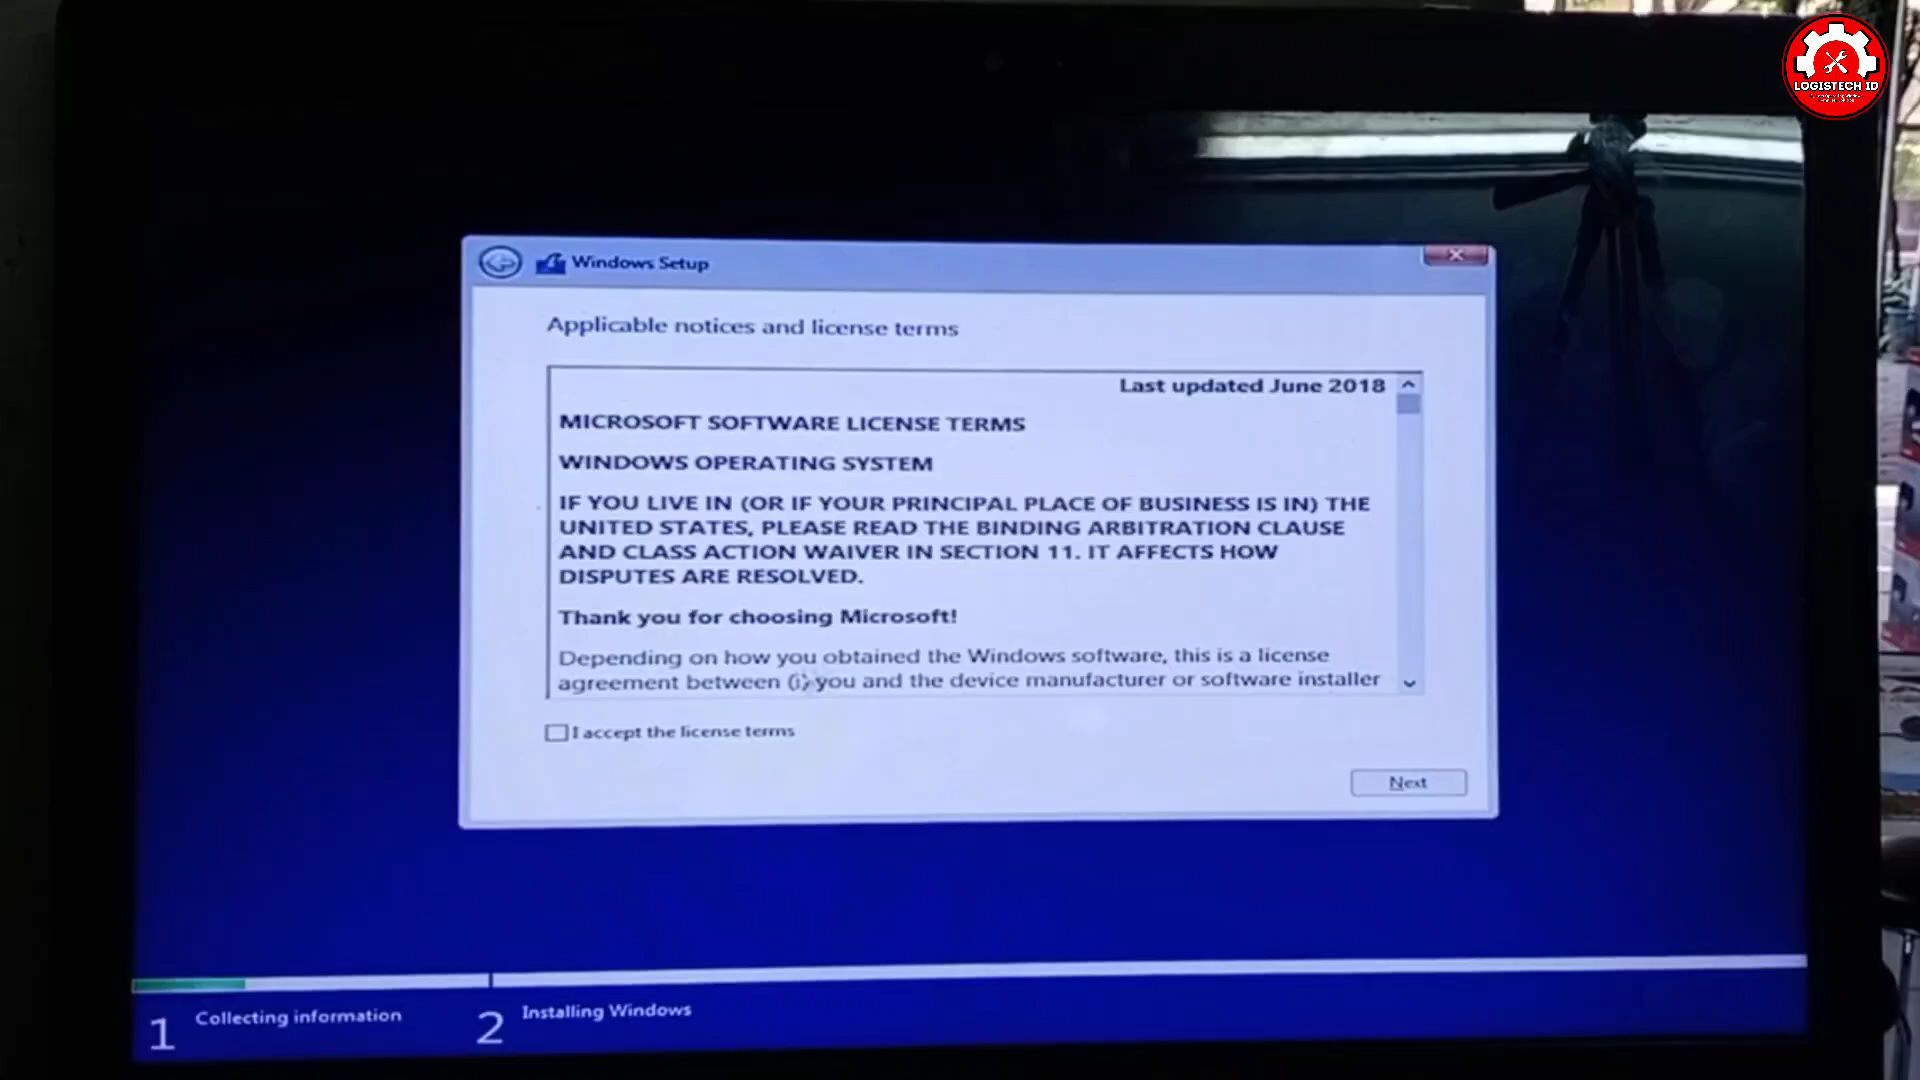 LOGISTECH ID
Windows Setup
Applicable notices and license terms
Last updated June 2018
MICROSOFT SOFTWARE LICENSE TERMS
WINDOWS OPERATING SYSTEM
IF YOU LIVE IN (OR IF YOUR PRINCIPAL PLACE OF BUSINESS IS IN) THE
UNITED STATES, PLEASE READ THE BINDING ARBITRATION CLAUSE
AND CLASS ACTION WAIVER IN SECTION 11. IT AFFECTS HOW
DISPUTES ARE RESOLVED.
Thank you for choosing Microsoft!
Depending on how you obtained the Windows software, this is a license
agreement between (i) you and the device manufacturer or software installer
I accept the license terms
Next
1 Collecting information
2 Installing Windows